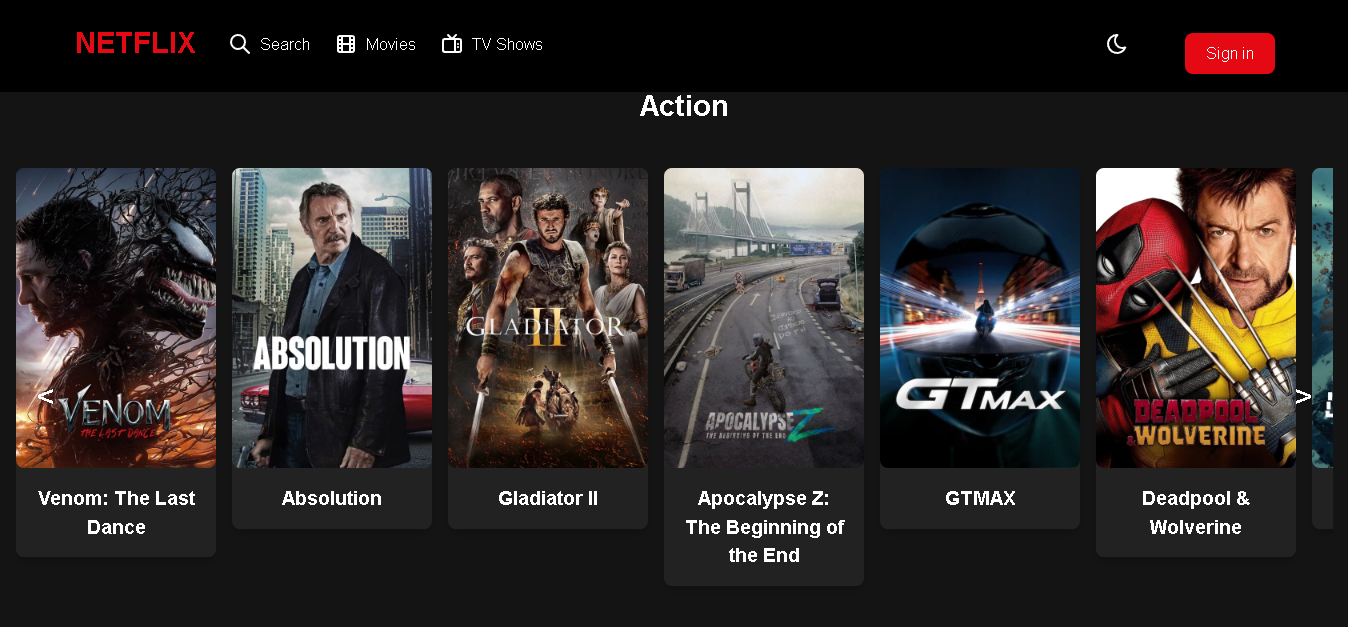 NETFLIX
Search
Movies
TV Shows
Sign in
Action
VENOM
THE LAST DANCE
ABSOLUTION
GLADIATOR
II
APOCALYPSE Z
THE BEGINNING OF THE END
GTMAX
DEADPOOL
& WOLVERINE
<
>
Venom: The Last
Dance
Absolution
Gladiator II
Apocalypse Z:
The Beginning of
the End
GTMAX
Deadpool &
Wolverine